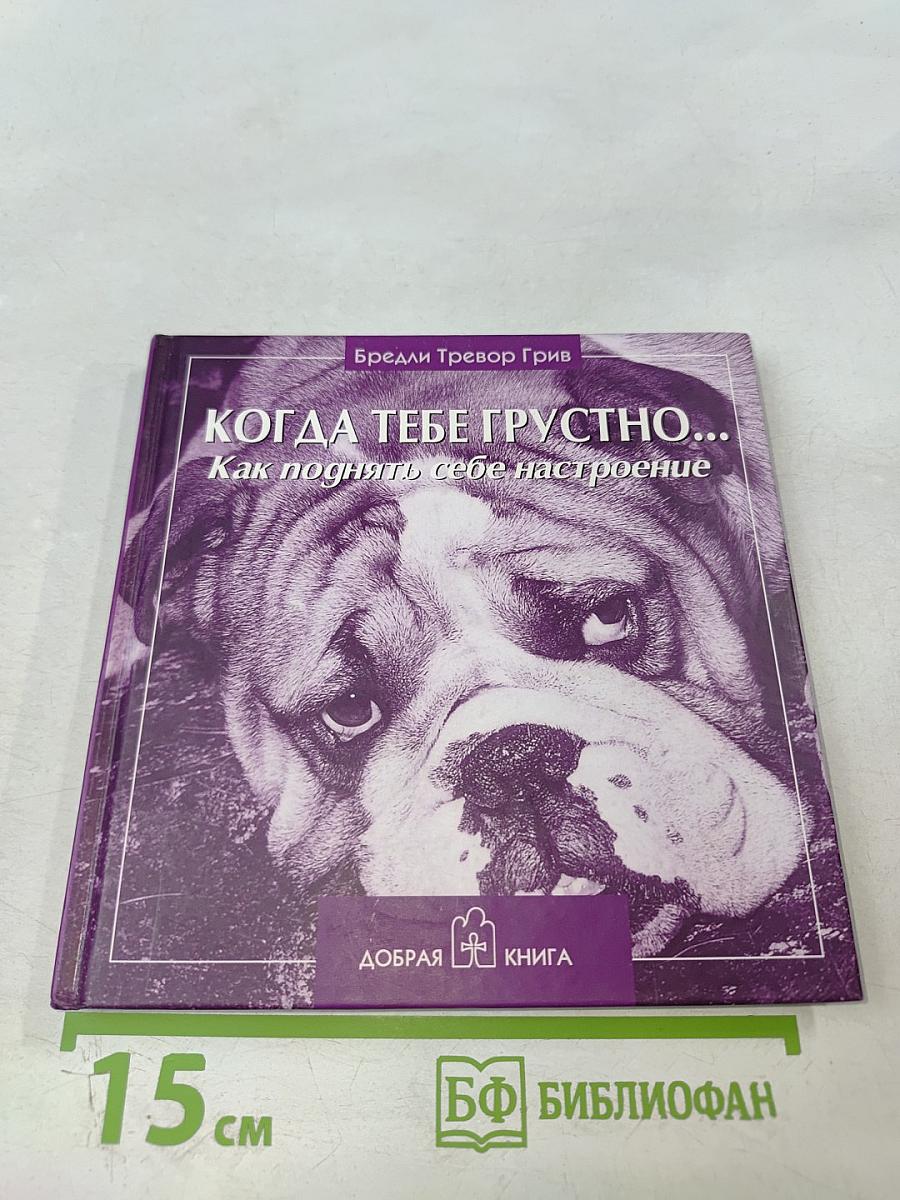 Бредли Тревор Грив
КОГДА ТЕБЕ ГРУСТНО...
Как поднять себе настроение
ДОБРАЯ КНИГА
15 см
БФ БИБЛИОФАН